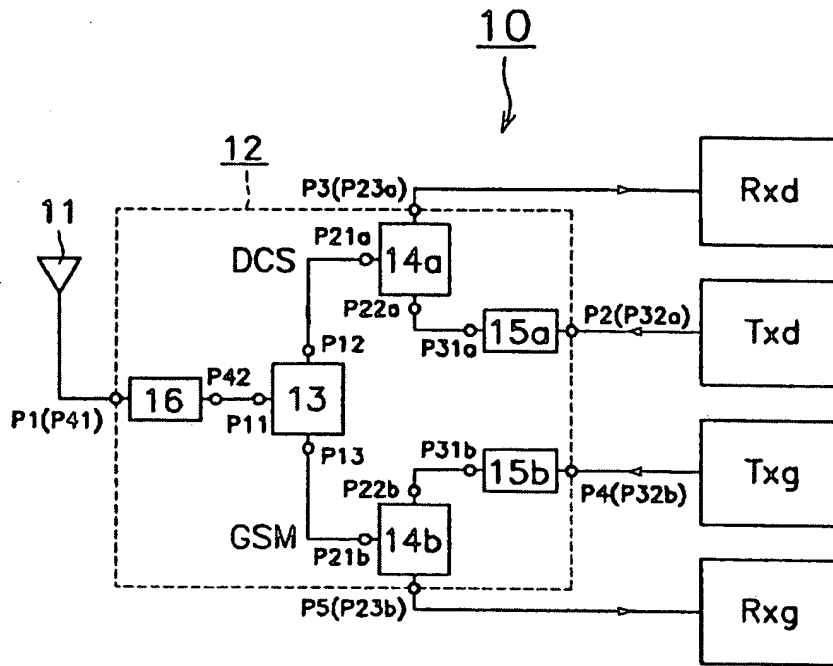 10
12
11
P3(P23a)
Rxd
P21a
DCS
14a
P22a
P2(P32a)
Txd
P31a
15a
P12
P42
16
13
P1(P41)
P11
P13
P31b
15b
Txg
P22b
P4(P32b)
GSM
14b
P21b
P5(P23b)
Rxg